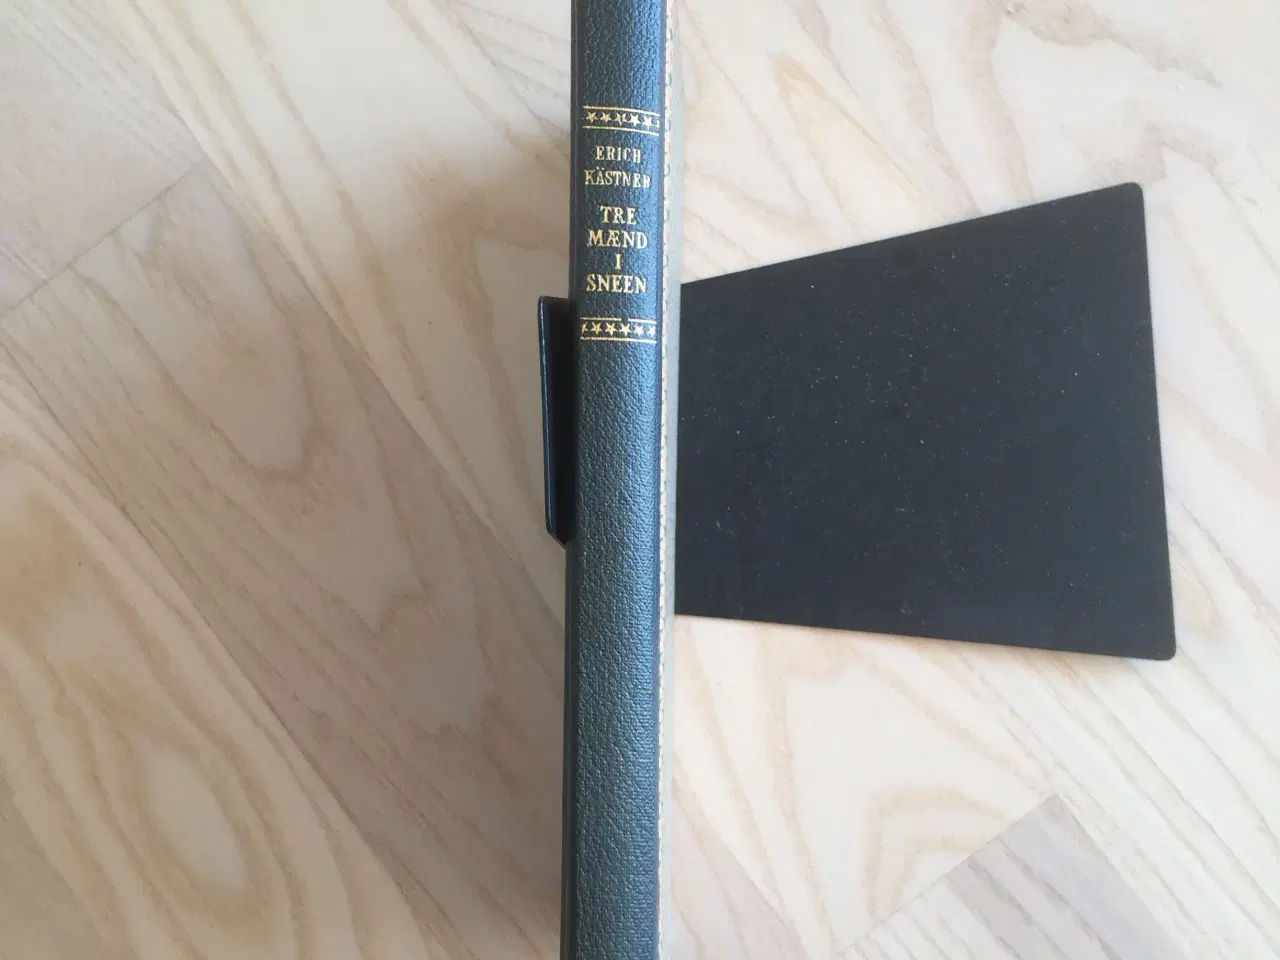 ERICH
KÄSTNER
TRE
MÆND
I
SNEEN